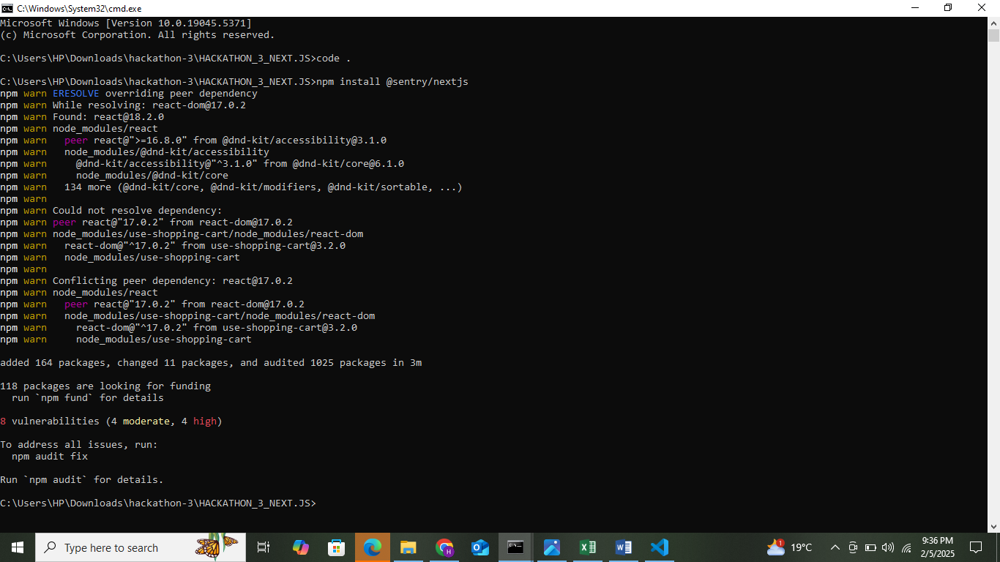 C:\Windows\System32\cmd.exe
Microsoft Windows [Version 10.0.19045.5371]
(c) Microsoft Corporation. All rights reserved.
C:\Users\HP\Downloads\hackathon-3\HACKATHON_3_NEXT.JS>code .
C:\Users\HP\Downloads\hackathon-3\HACKATHON_3_NEXT.JS>npm install @sentry/nextjs
npm warn ERESOLVE overriding peer dependency
npm warn While resolving: react-dom@17.0.2
npm warn Found: react@18.2.0
npm warn node_modules/react
npm warn   peer react@">=16.8.0" from @dnd-kit/accessibility@3.1.0
npm warn   node_modules/@dnd-kit/accessibility
npm warn     @dnd-kit/accessibility@"^3.1.0" from @dnd-kit/core@6.1.0
npm warn     node_modules/@dnd-kit/core
npm warn   134 more (@dnd-kit/core, @dnd-kit/modifiers, @dnd-kit/sortable, ...)
npm warn
npm warn Could not resolve dependency:
npm warn peer react@"17.0.2" from react-dom@17.0.2
npm warn node_modules/use-shopping-cart/node_modules/react-dom
npm warn   react-dom@"^17.0.2" from use-shopping-cart@3.2.0
npm warn   node_modules/use-shopping-cart
npm warn
npm warn Conflicting peer dependency: react@17.0.2
npm warn node_modules/react
npm warn   peer react@"17.0.2" from react-dom@17.0.2
npm warn   node_modules/use-shopping-cart/node_modules/react-dom
npm warn     react-dom@"^17.0.2" from use-shopping-cart@3.2.0
npm warn     node_modules/use-shopping-cart
added 164 packages, changed 11 packages, and audited 1025 packages in 3m
118 packages are looking for funding
  run `npm fund` for details
8 vulnerabilities (4 moderate, 4 high)
To address all issues, run:
  npm audit fix
Run `npm audit` for details.
C:\Users\HP\Downloads\hackathon-3\HACKATHON_3_NEXT.JS>
Type here to search
1
19°C
9:36 PM
2/5/2025